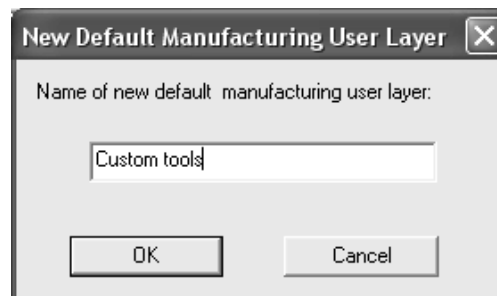 New Default Manufacturing User Layer
Name of new default manufacturing user layer:
Custom tools
OK
Cancel